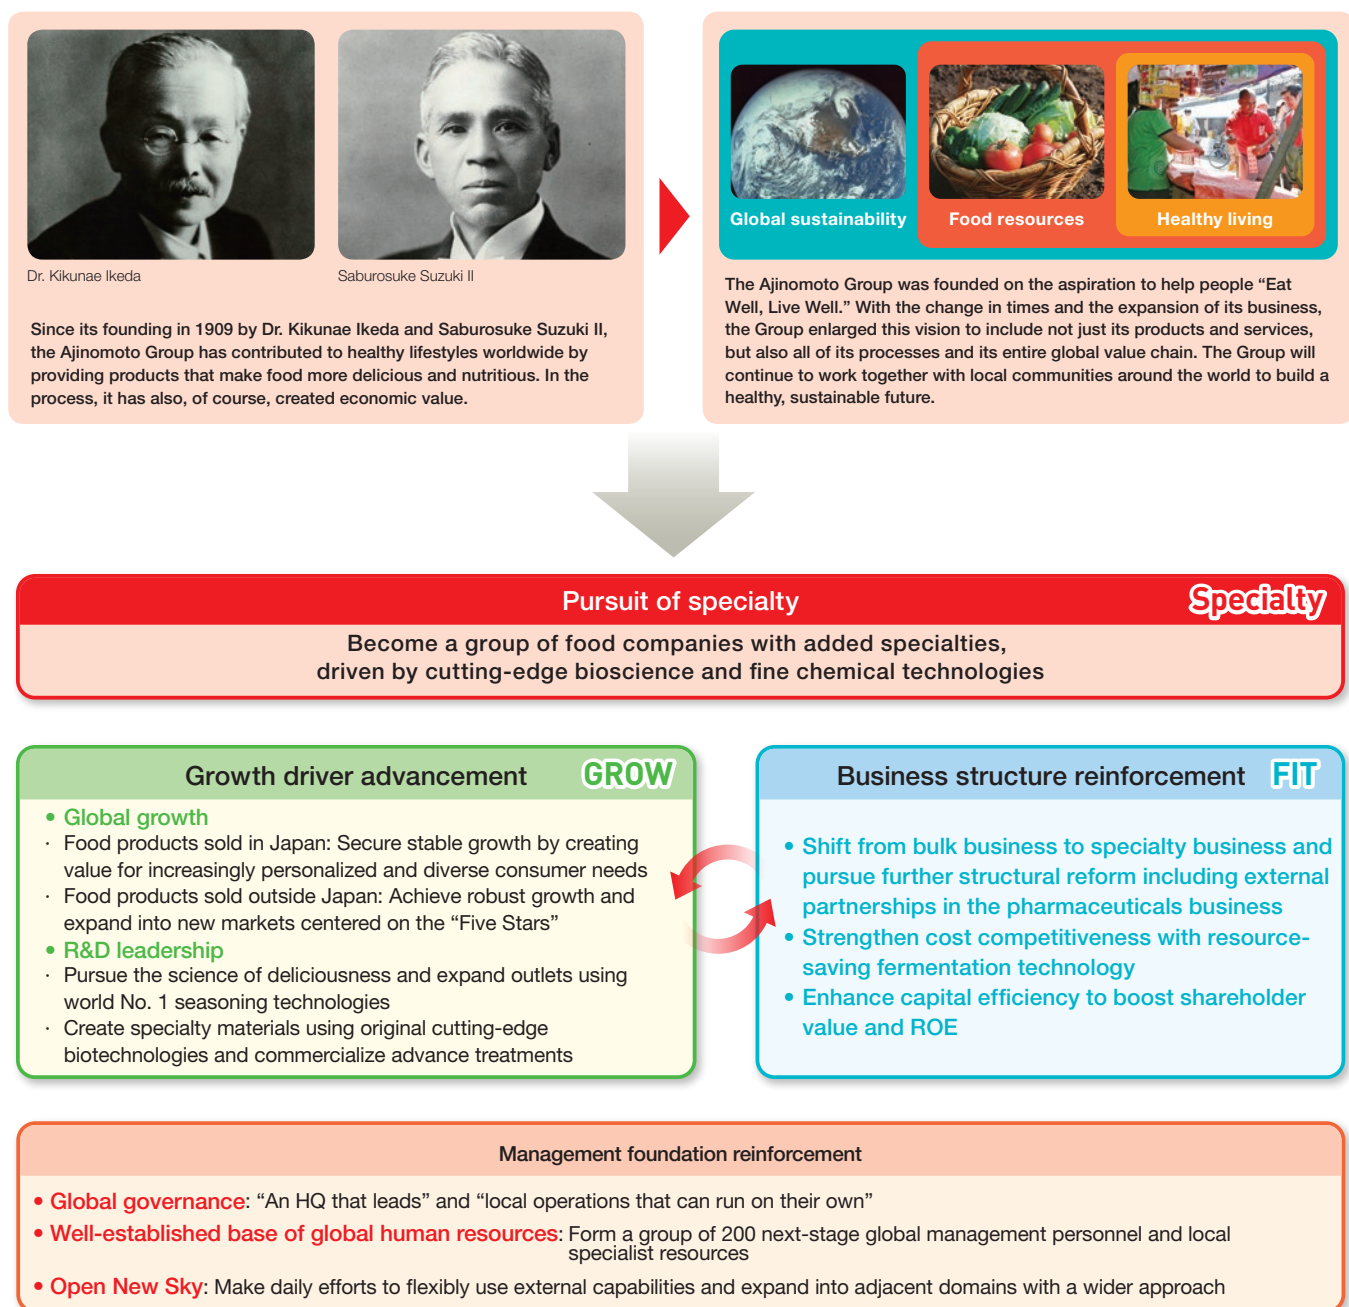 Dr. Kikunae Ikeda
Saburosuke Suzuki II
Since its founding in 1909 by Dr. Kikunae Ikeda and Saburosuke Suzuki II,
the Ajinomoto Group has contributed to healthy lifestyles worldwide by
providing products that make food more delicious and nutritious. In the
process, it has also, of course, created economic value.
Global sustainability
Food resources
Healthy living
The Ajinomoto Group was founded on the aspiration to help people “Eat
Well, Live Well.” With the change in times and the expansion of its business,
the Group enlarged this vision to include not just its products and services,
but also all of its processes and its entire global value chain. The Group will
continue to work together with local communities around the world to build a
healthy, sustainable future.
Pursuit of specialty
Specialty
Become a group of food companies with added specialties,
driven by cutting-edge bioscience and fine chemical technologies
Growth driver advancement
GROW
• Global growth
· Food products sold in Japan: Secure stable growth by creating
value for increasingly personalized and diverse consumer needs
· Food products sold outside Japan: Achieve robust growth and
expand into new markets centered on the “Five Stars”
• R&D leadership
· Pursue the science of deliciousness and expand outlets using
world No. 1 seasoning technologies
· Create specialty materials using original cutting-edge
biotechnologies and commercialize advance treatments
Business structure reinforcement
FIT
• Shift from bulk business to specialty business and
pursue further structural reform including external
partnerships in the pharmaceuticals business
• Strengthen cost competitiveness with resource-
saving fermentation technology
• Enhance capital efficiency to boost shareholder
value and ROE
Management foundation reinforcement
• Global governance: “An HQ that leads” and “local operations that can run on their own”
• Well-established base of global human resources: Form a group of 200 next-stage global management personnel and local
specialist resources
• Open New Sky: Make daily efforts to flexibly use external capabilities and expand into adjacent domains with a wider approach